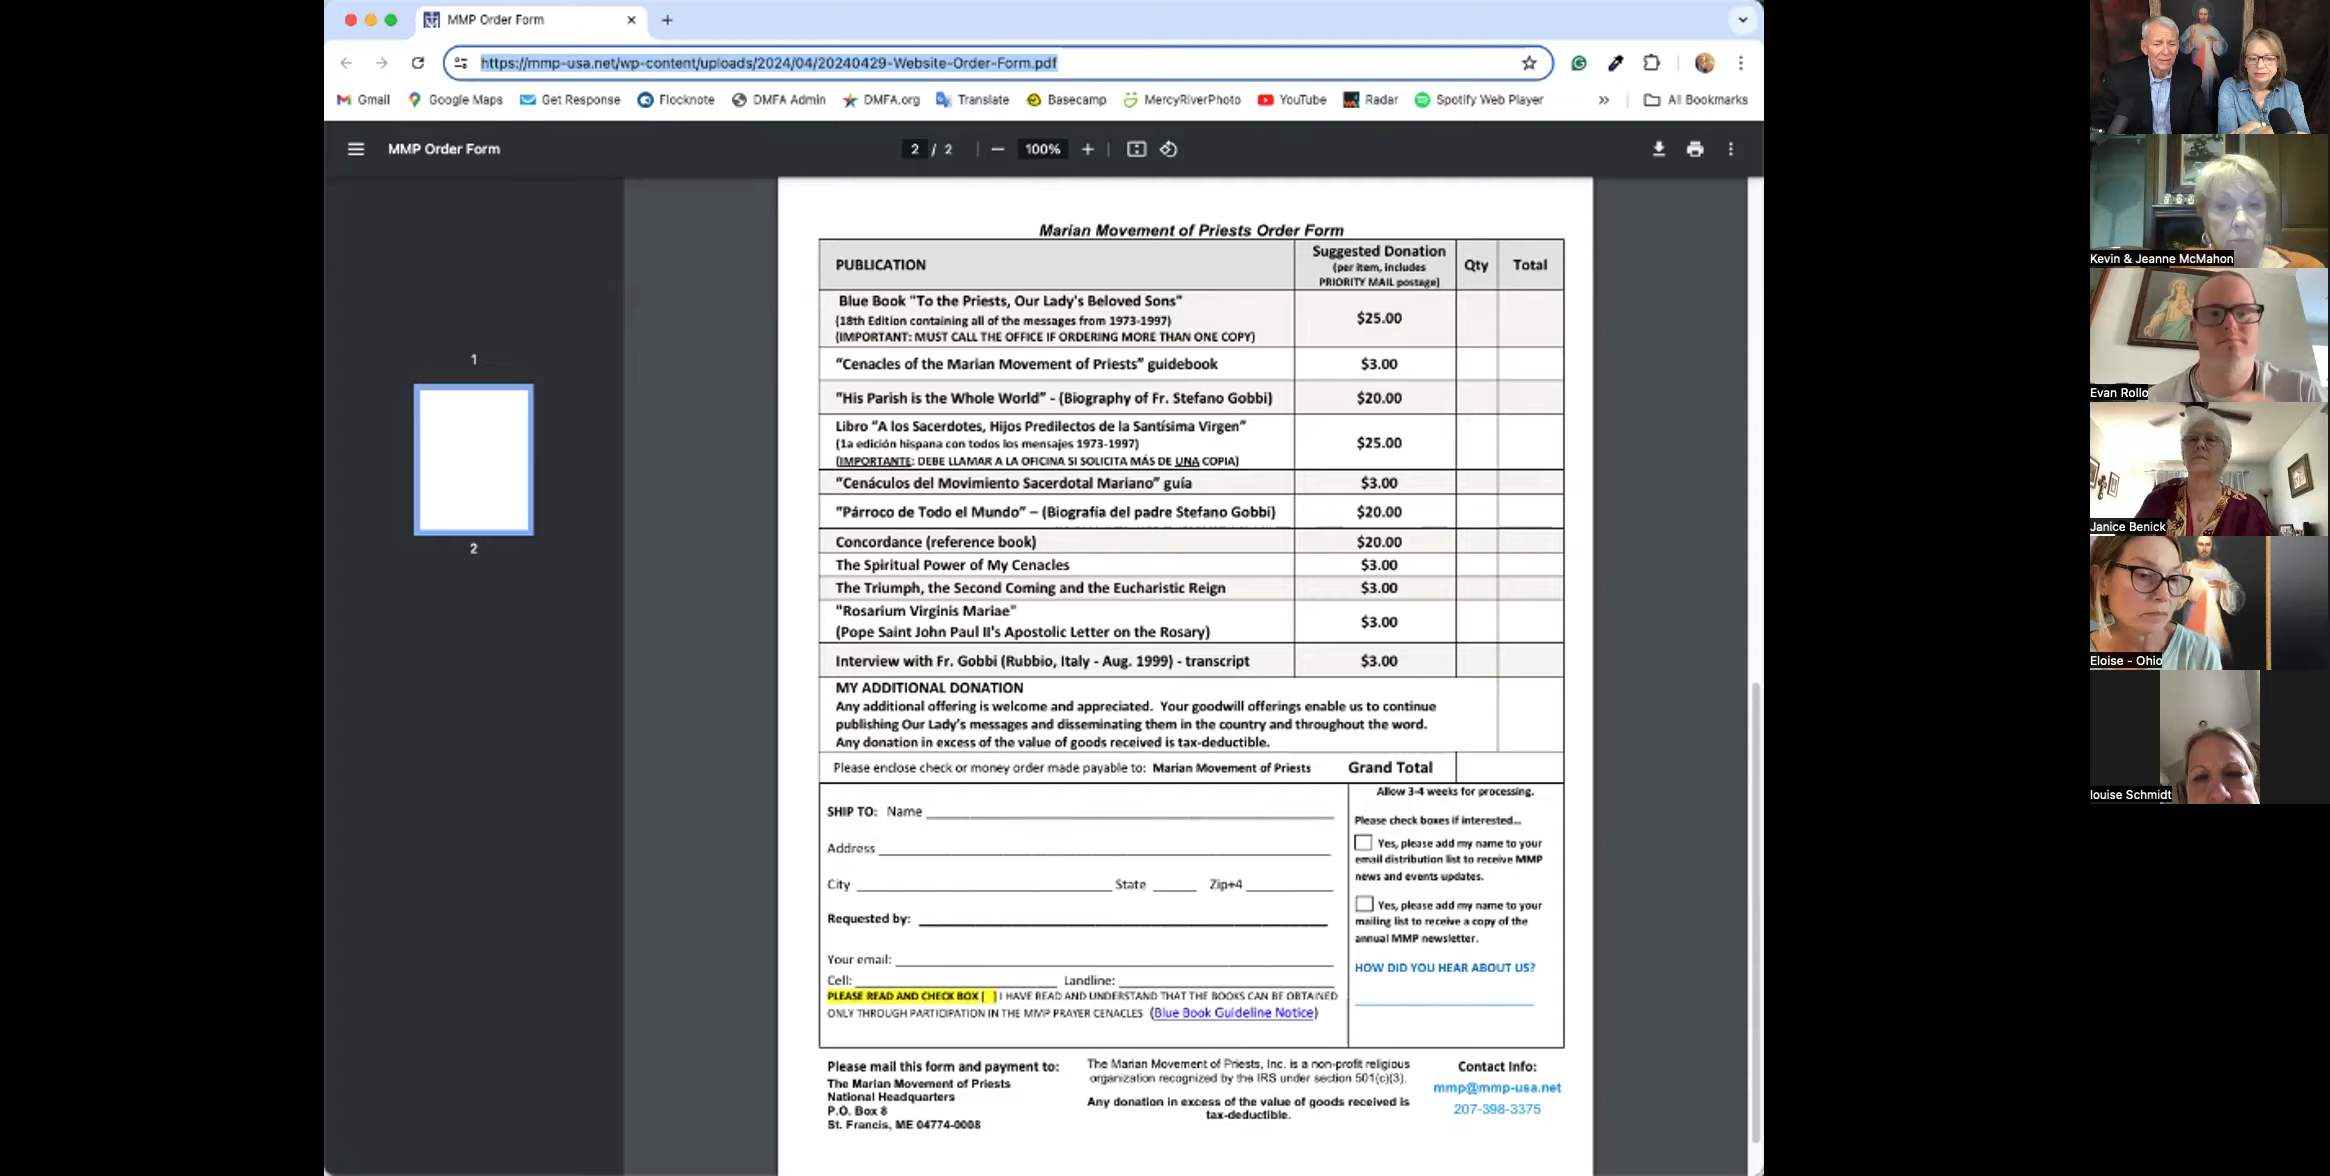 MMP Order Form
https://mmp-usa.net/wp-content/uploads/2024/04/20240429-Website-Order-Form.pdf
Gmail Google Maps Get Response Flocknote DMFA Admin DMFA.org Translate Basecamp MercyRiverPhoto YouTube Radar Spotify Web Player » All Bookmarks
MMP Order Form 2 / 2 100%
1
2
Marian Movement of Priests Order Form
PUBLICATION
Suggested Donation
(per item, includes
PRIORITY MAIL postage)
Qty
Total
Blue Book "To the Priests, Our Lady's Beloved Sons"
(18th Edition containing all of the messages from 1973-1997)
(IMPORTANT: MUST CALL THE OFFICE IF ORDERING MORE THAN ONE COPY)
$25.00
"Cenacles of the Marian Movement of Priests" guidebook $3.00
"His Parish is the Whole World" - (Biography of Fr. Stefano Gobbi) $20.00
Libro "A los Sacerdotes, Hijos Predilectos de la Santísima Virgen"
(1a edición hispana con todos los mensajes 1973-1997)
(IMPORTANTE: DEBE LLAMAR A LA OFICINA SI SOLICITA MÁS DE UNA COPIA)
$25.00
"Cenáculos del Movimiento Sacerdotal Mariano" guía $3.00
"Párroco de Todo el Mundo" – (Biografía del padre Stefano Gobbi) $20.00
Concordance (reference book) $20.00
The Spiritual Power of My Cenacles $3.00
The Triumph, the Second Coming and the Eucharistic Reign $3.00
"Rosarium Virginis Mariae"
(Pope Saint John Paul II's Apostolic Letter on the Rosary)
$3.00
Interview with Fr. Gobbi (Rubbio, Italy - Aug. 1999) - transcript $3.00
MY ADDITIONAL DONATION
Any additional offering is welcome and appreciated. Your goodwill offerings enable us to continue
publishing Our Lady's messages and disseminating them in the country and throughout the word.
Any donation in excess of the value of goods received is tax-deductible.
Please enclose check or money order made payable to: Marian Movement of Priests Grand Total
SHIP TO: Name
Address
City State Zip+4
Requested by:
Your email:
Cell: Landline:
PLEASE READ AND CHECK BOX [ ] I HAVE READ AND UNDERSTAND THAT THE BOOKS CAN BE OBTAINED
ONLY THROUGH PARTICIPATION IN THE MMP PRAYER CENACLES (Blue Book Guideline Notice)
Allow 3-4 weeks for processing.
Please check boxes if interested...
Yes, please add my name to your
email distribution list to receive MMP
news and events updates.
Yes, please add my name to your
mailing list to receive a copy of the
annual MMP newsletter.
HOW DID YOU HEAR ABOUT US?
Please mail this form and payment to:
The Marian Movement of Priests
National Headquarters
P.O. Box 8
St. Francis, ME 04774-0008
The Marian Movement of Priests, Inc. is a non-profit religious
organization recognized by the IRS under section 501(c)(3).
Any donation in excess of the value of goods received is
tax-deductible.
Contact Info:
mmp@mmp-usa.net
207-398-3375
Kevin & Jeanne McMahon
Evan Rollo
Janice Benick
Eloise - Ohio
louise Schmidt